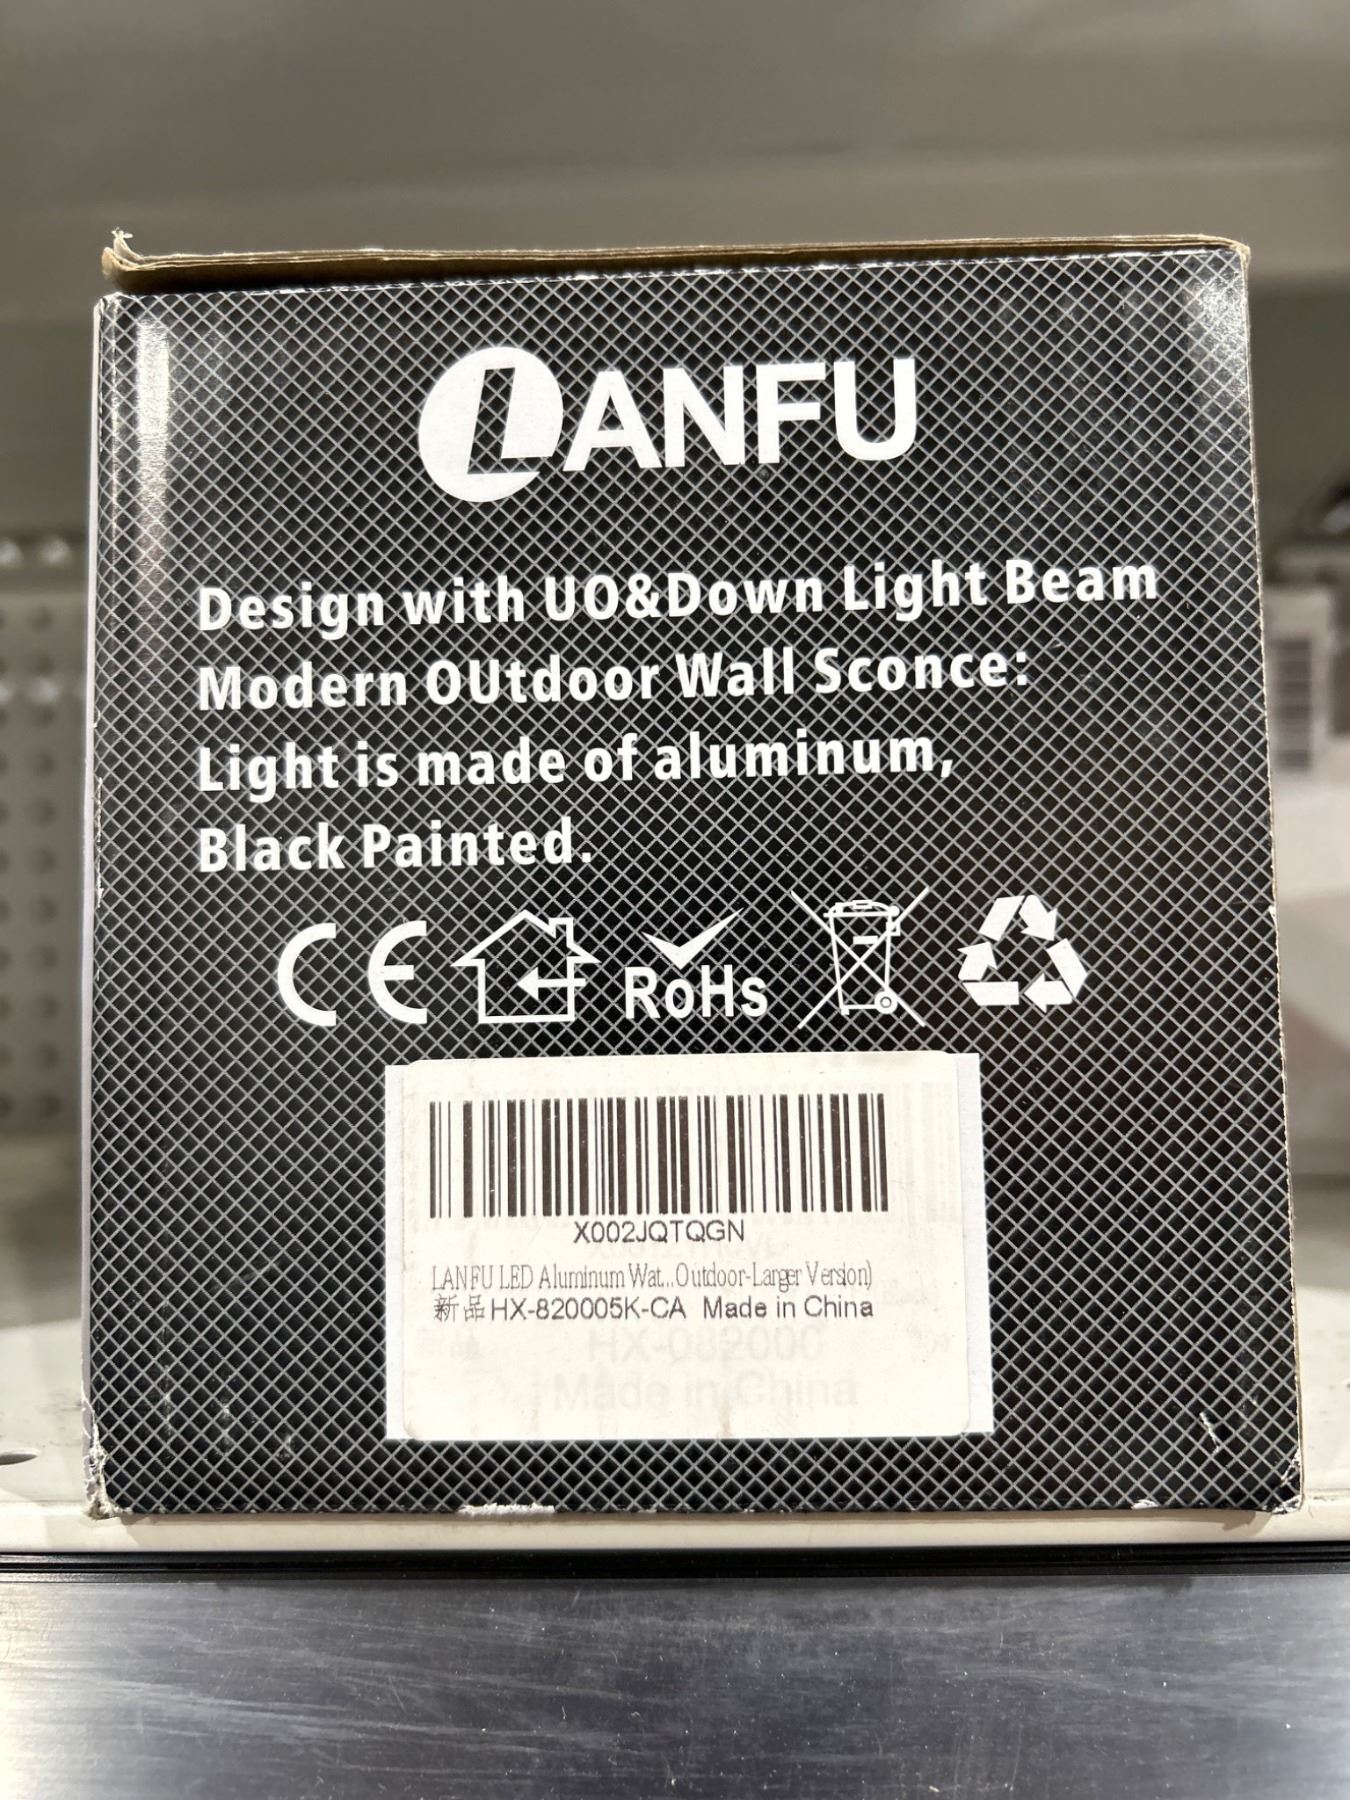 LANFU
Design with UO&Down Light Beam
Modern OUtdoor Wall Sconce:
Light is made of aluminum,
Black Painted.
CE RoHs
X002JQTQGN
LANFU LED Aluminum Wat...Outdoor-Larger Version)
新品 HX-820005K-CA Made in China
HX-082000
Made in China